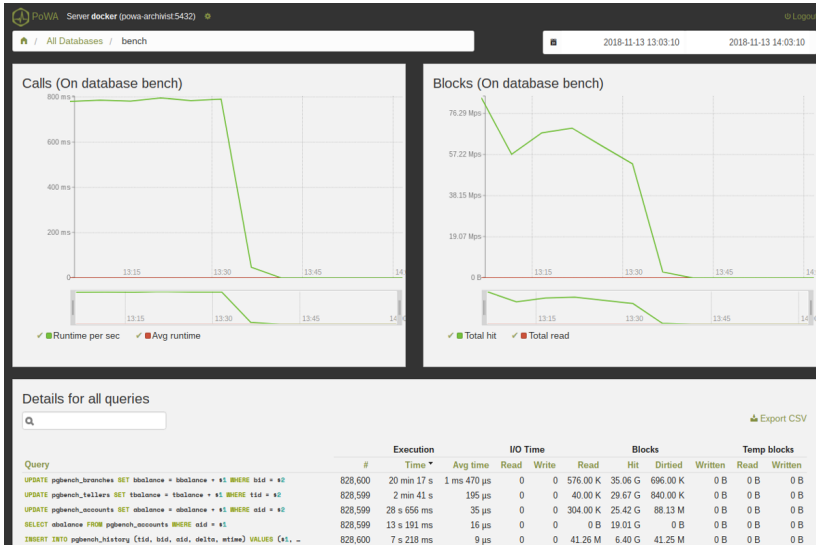 PoWA Server docker (powa-archivist:5432)
Logout
/ All Databases / bench
2018-11-13 13:03:10 2018-11-13 14:03:10
Calls (On database bench)
800 ms
600 ms
400 ms
200 ms
0
13:15 13:30 13:45 14:
13:15 13:30 13:45
✓ Runtime per sec ✓ Avg runtime
Blocks (On database bench)
76.29 Mps
57.22 Mps
38.15 Mps
19.07 Mps
0 B
13:15 13:30 13:45 14:
13:15 13:30 13:45
✓ Total hit ✓ Total read
Details for all queries
Export CSV
Execution I/O Time Blocks Temp blocks
Query # Time Avg time Read Write Read Hit Dirtied Written Read Written
UPDATE pgbench_branches SET bbalance = bbalance + $1 WHERE bid = $2 828,600 20 min 17 s 1 ms 470 µs 0 0 576.00 K 35.06 G 696.00 K 0 B 0 B 0 B
UPDATE pgbench_tellers SET tbalance = tbalance + $1 WHERE tid = $2 828,599 2 min 41 s 195 µs 0 0 40.00 K 29.67 G 840.00 K 0 B 0 B 0 B
UPDATE pgbench_accounts SET abalance = abalance + $1 WHERE aid = $2 828,599 28 s 656 ms 35 µs 0 0 304.00 K 25.42 G 88.13 M 0 B 0 B 0 B
SELECT abalance FROM pgbench_accounts WHERE aid = $1 828,599 13 s 191 ms 16 µs 0 0 0 B 19.01 G 0 B 0 B 0 B 0 B
INSERT INTO pgbench_history (tid, bid, aid, delta, mtime) VALUES ($1, … 828,600 7 s 218 ms 9 µs 0 0 41.26 M 6.40 G 41.25 M 0 B 0 B 0 B